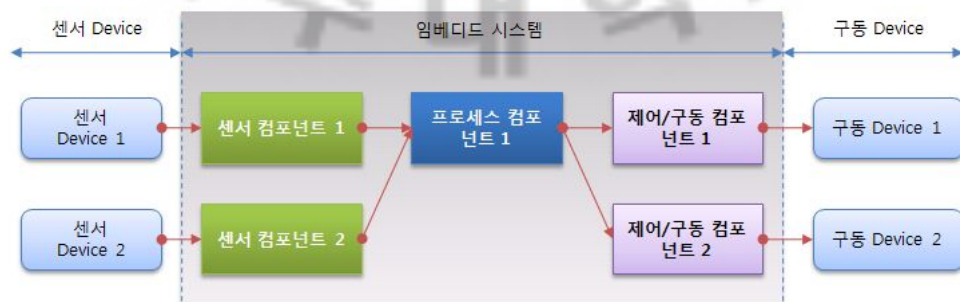 센서 Device
임베디드 시스템
구동 Device
센서
Device 1
센서 컴포넌트 1
프로세스 컴포
넌트 1
제어/구동 컴포
넌트 1
구동 Device 1
센서
Device 2
센서 컴포넌트 2
제어/구동 컴포
넌트 2
구동 Device 2